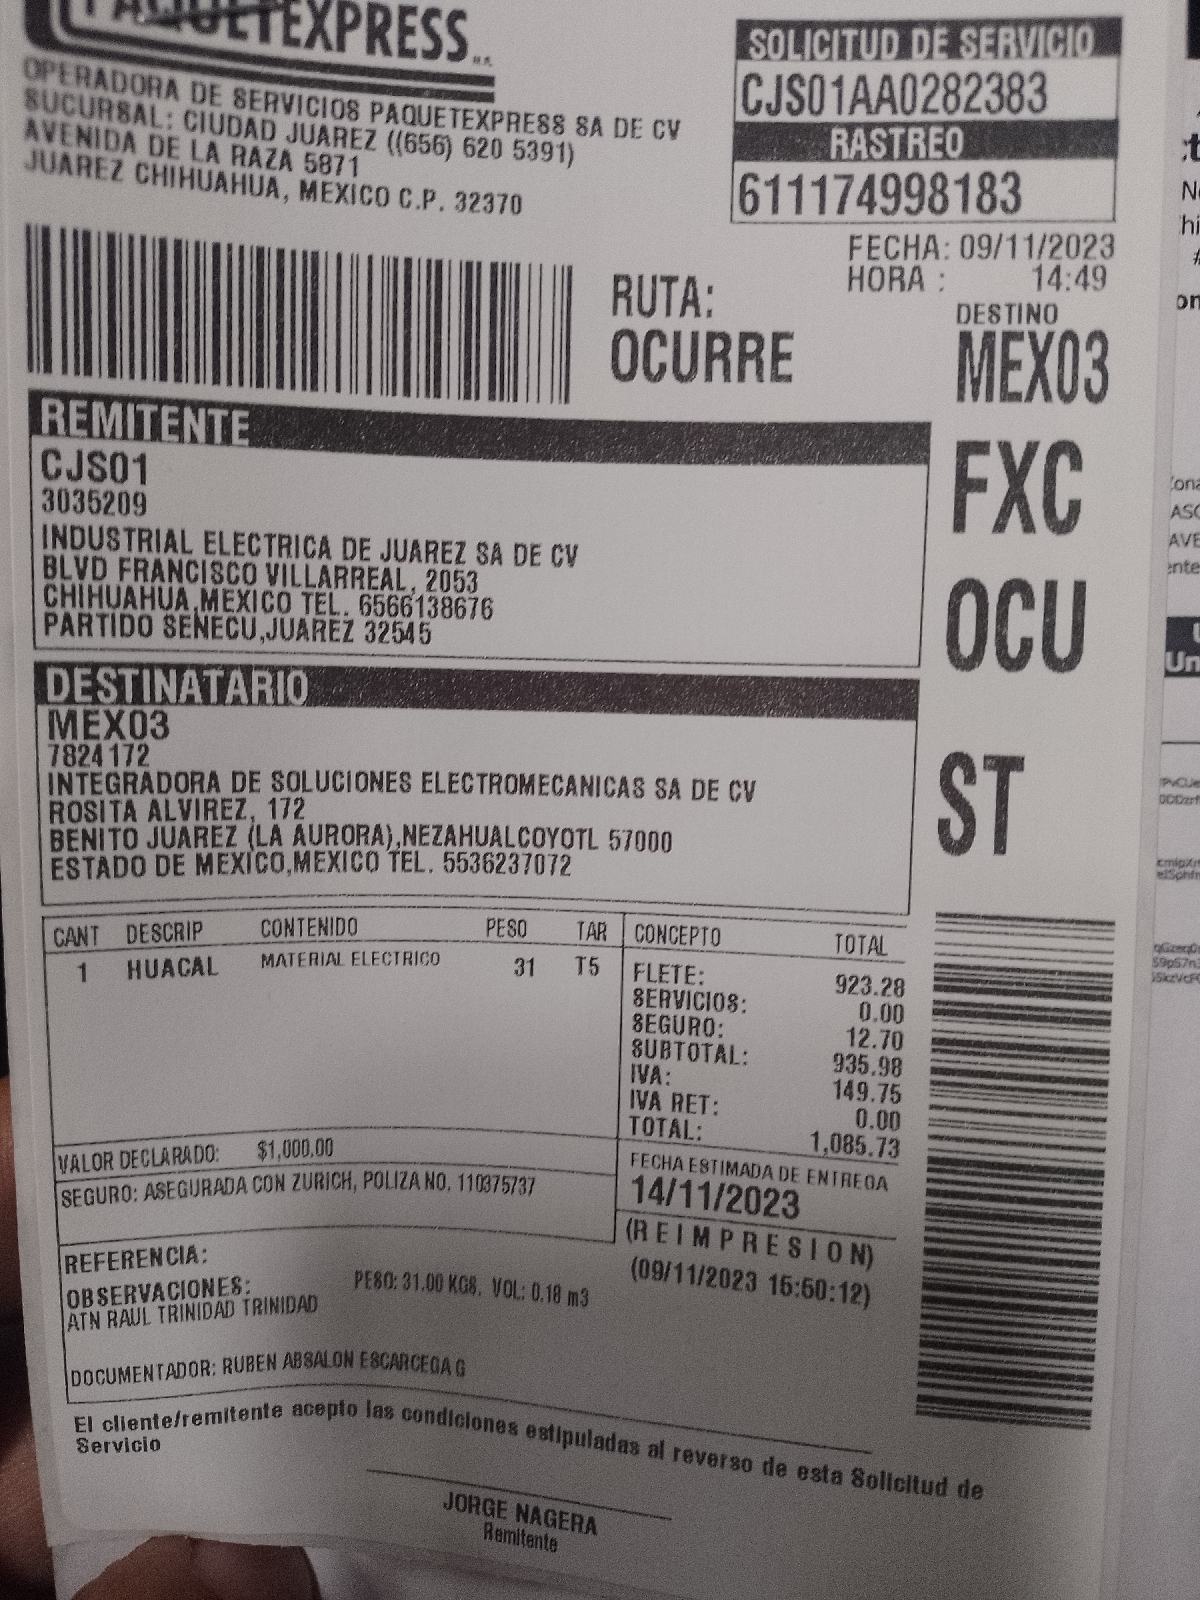 PAQUETEXPRESS
OPERADORA DE SERVICIOS PAQUETEXPRESS SA DE CV
SUCURSAL: CIUDAD JUAREZ ((656) 620 5391)
AVENIDA DE LA RAZA 5871
JUAREZ CHIHUAHUA, MEXICO C.P. 32370
SOLICITUD DE SERVICIO
CJS01AA0282383
RASTREO
611174998183
FECHA: 09/11/2023
HORA : 14:49
RUTA:
OCURRE
DESTINO
MEX03
FXC
OCU
ST
REMITENTE
CJS01
3035209
INDUSTRIAL ELECTRICA DE JUAREZ SA DE CV
BLVD FRANCISCO VILLARREAL, 2053
CHIHUAHUA,MEXICO TEL. 6566138676
PARTIDO SENECU,JUAREZ 32545
DESTINATARIO
MEX03
7824172
INTEGRADORA DE SOLUCIONES ELECTROMECANICAS SA DE CV
ROSITA ALVIREZ, 172
BENITO JUAREZ (LA AURORA),NEZAHUALCOYOTL 57000
ESTADO DE MEXICO,MEXICO TEL. 5536237072
CANT DESCRIP CONTENIDO PESO TAR
1 HUACAL MATERIAL ELECTRICO 31 T5
CONCEPTO TOTAL
FLETE: 923.28
SERVICIOS: 0.00
SEGURO: 12.70
SUBTOTAL: 935.98
IVA: 149.75
IVA RET: 0.00
TOTAL: 1,085.73
VALOR DECLARADO: $1,000.00
SEGURO: ASEGURADA CON ZURICH, POLIZA NO. 110375737
FECHA ESTIMADA DE ENTREGA
14/11/2023
(REIMPRESION)
(09/11/2023 15:50:12)
REFERENCIA:
OBSERVACIONES: PESO: 31.00 KGS. VOL: 0.18 m3
ATN RAUL TRINIDAD TRINIDAD
DOCUMENTADOR: RUBEN ABSALON ESCARCEGA G
El cliente/remitente acepto las condiciones estipuladas al reverso de esta Solicitud de
Servicio
JORGE NAGERA
Remitente